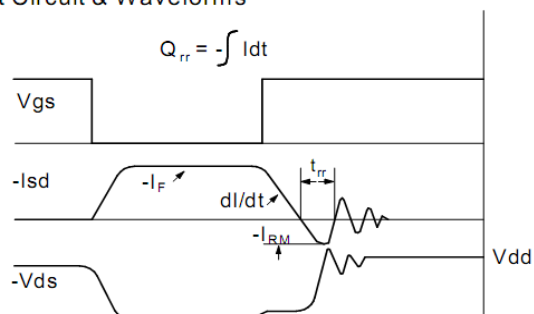 t Circuit & Waveforms
Qrr = -∫ Idt
Vgs
-Isd
-IF
dI/dt
trr
-IRM
Vdd
-Vds